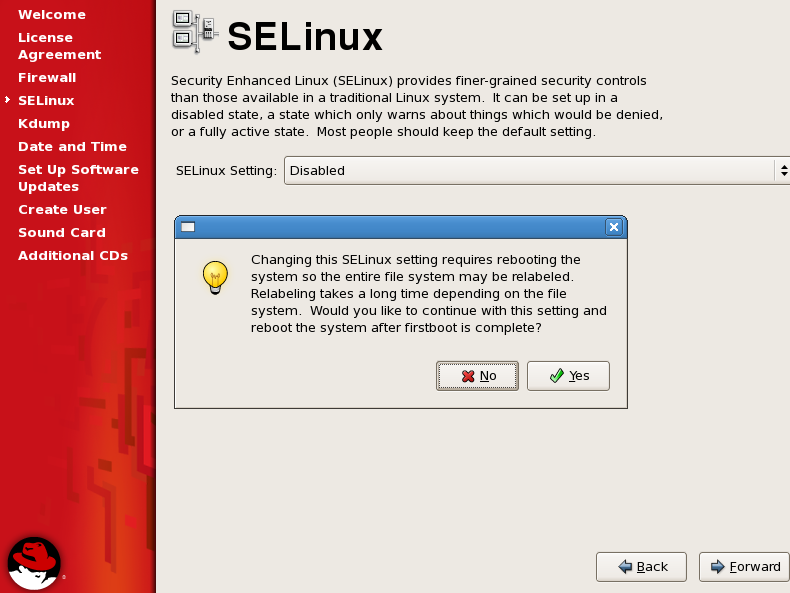 Welcome
License
Agreement
Firewall
SELinux
Kdump
Date and Time
Set Up Software
Updates
Create User
Sound Card
Additional CDs
SELinux
Security Enhanced Linux (SELinux) provides finer-grained security controls
than those available in a traditional Linux system.  It can be set up in a
disabled state, a state which only warns about things which would be denied,
or a fully active state.  Most people should keep the default setting.
SELinux Setting: Disabled
Changing this SELinux setting requires rebooting the
system so the entire file system may be relabeled.
Relabeling takes a long time depending on the file
system.  Would you like to continue with this setting and
reboot the system after firstboot is complete?
No Yes
Back Forward